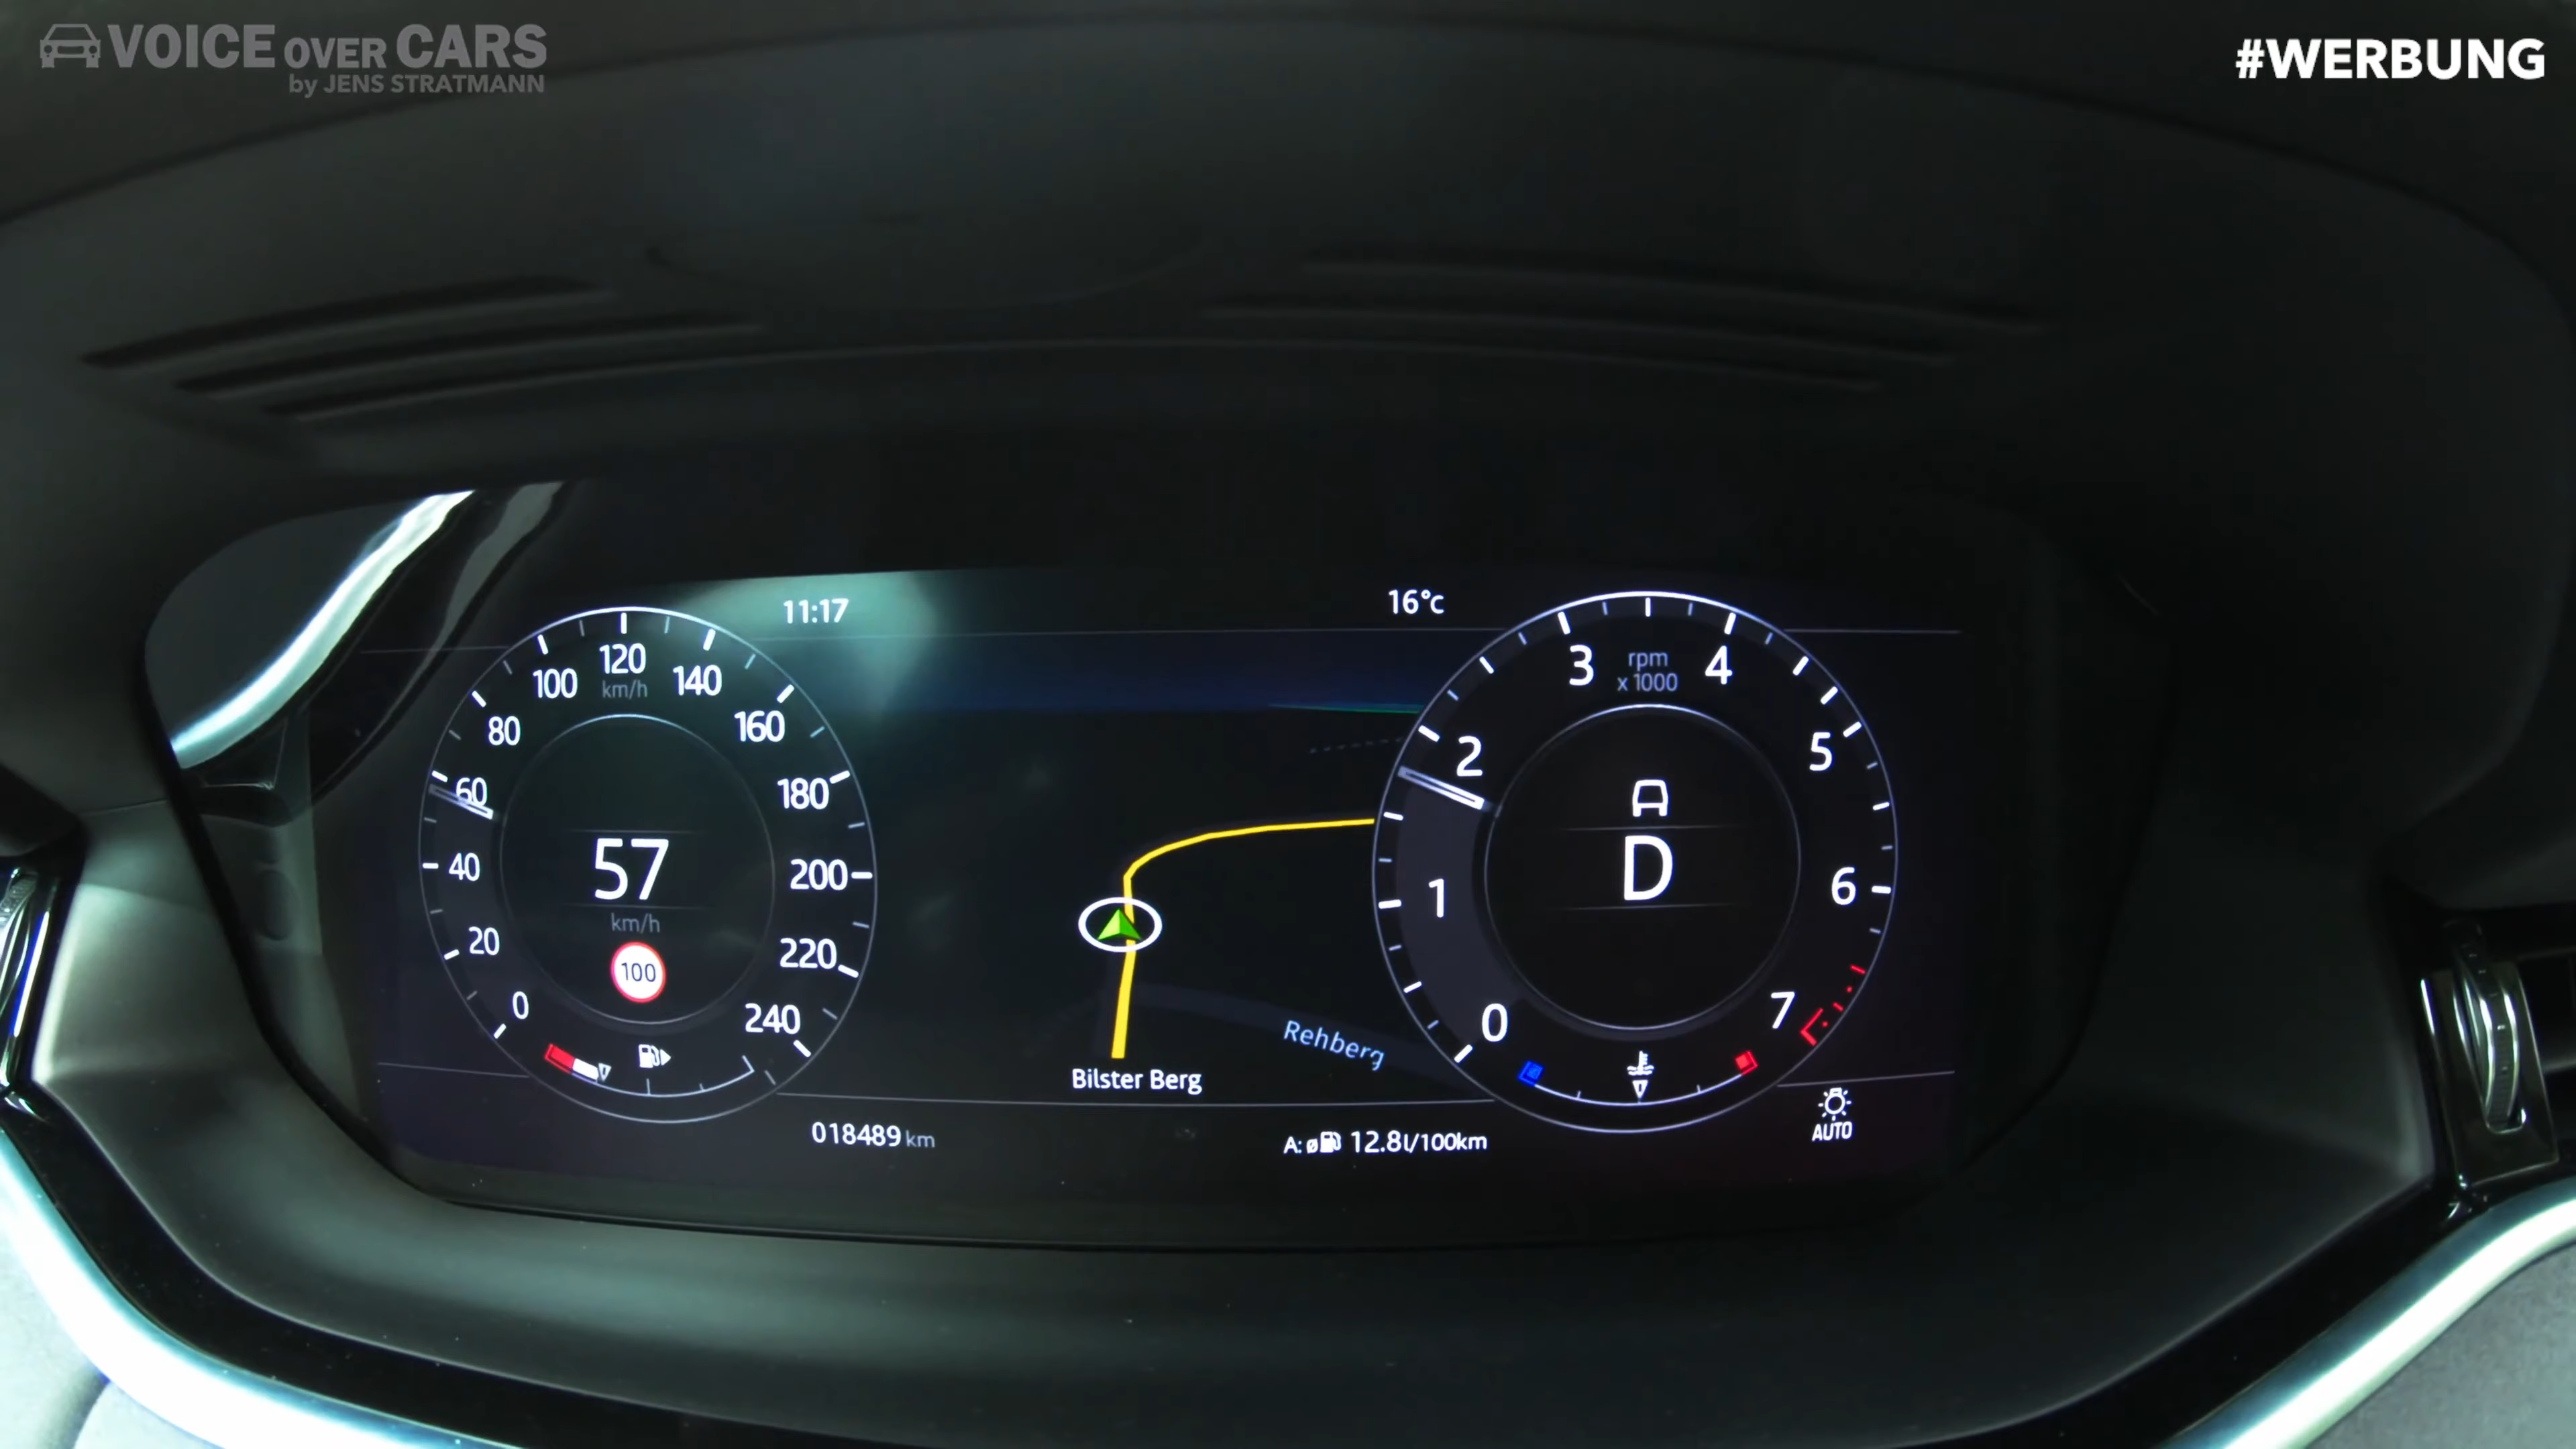 VOICE OVER CARS
by JENS STRATMANN
#WERBUNG
11:17
16°c
120
km/h
100
140
80
160
60
180
40
200
20
220
0
240
57
km/h
100
Rehberg
Bilster Berg
3
rpm
x 1000
4
2
5
1
6
0
7
D
018489 km
A: ø 12.8l/100km
AUTO